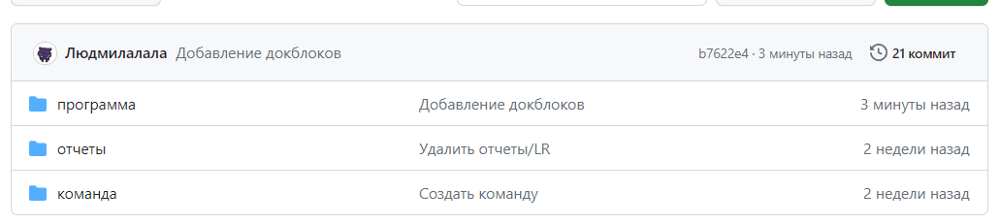 Людмилалала Добавление докблоков b7622e4 · 3 минуты назад 21 коммит
программа Добавление докблоков 3 минуты назад
отчеты Удалить отчеты/LR 2 недели назад
команда Создать команду 2 недели назад